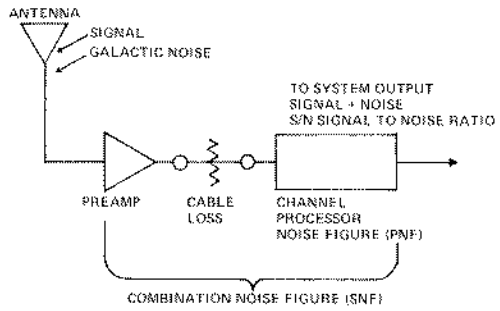 ANTENNA
SIGNAL
GALACTIC NOISE
TO SYSTEM OUTPUT
SIGNAL + NOISE
S/N SIGNAL TO NOISE RATIO
PREAMP
CABLE
LOSS
CHANNEL
PROCESSOR
NOISE FIGURE (PNF)
COMBINATION NOISE FIGURE (SNF)